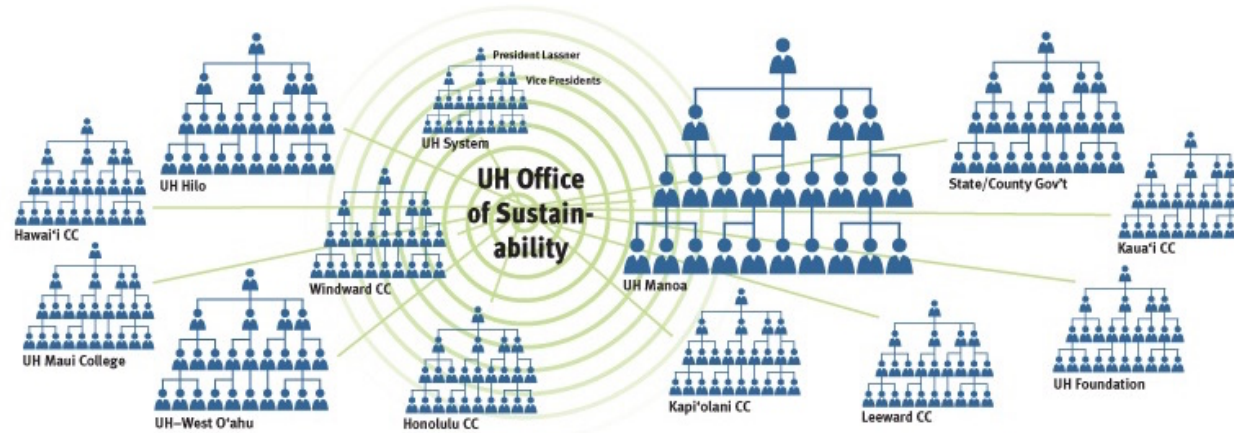 President Lassner
Vice Presidents
UH System
UH Office
of Sustain-
ability
UH Hilo
Hawai‘i CC
Windward CC
UH Maui College
UH–West O‘ahu
Honolulu CC
UH Manoa
State/County Gov’t
Kaua‘i CC
Kapi‘olani CC
Leeward CC
UH Foundation